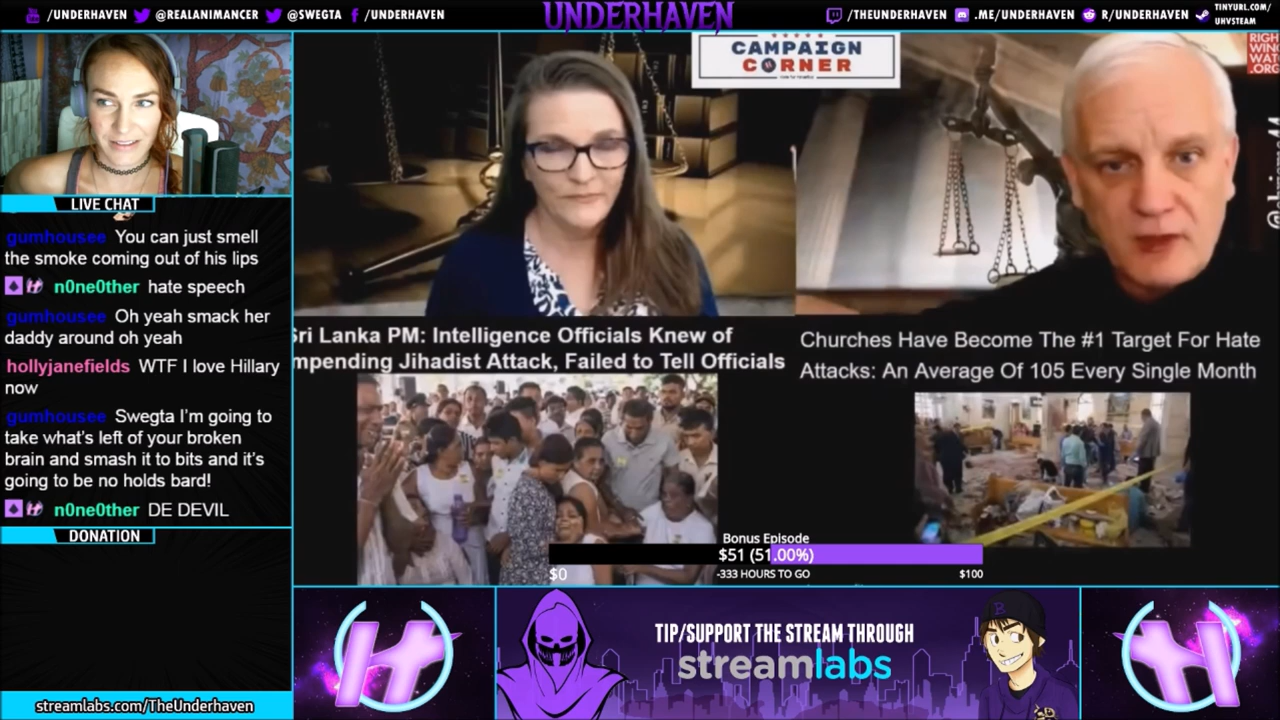 /UNDERHAVEN @REALANIMANCER @SWEGTA /UNDERHAVEN
UNDERHAVEN
/THEUNDERHAVEN .ME/UNDERHAVEN R/UNDERHAVEN TINYURL.COM/
UHVSTEAM
LIVE CHAT
gumhousee You can just smell
the smoke coming out of his lips
n0ne0ther hate speech
gumhousee Oh yeah smack her
daddy around oh yeah
hollyjanefields WTF I love Hillary
now
gumhousee Swegta I'm going to
take what's left of your broken
brain and smash it to bits and it's
going to be no holds bard!
n0ne0ther DE DEVIL
DONATION
streamlabs.com/TheUnderhaven
CAMPAIGN
CORNER
RIGHT
WING
WATCH
.ORG
Sri Lanka PM: Intelligence Officials Knew of
mpending Jihadist Attack, Failed to Tell Officials
Churches Have Become The #1 Target For Hate
Attacks: An Average Of 105 Every Single Month
Bonus Episode
$51 (51.00%)
$0 -333 HOURS TO GO $100
TIP/SUPPORT THE STREAM THROUGH
streamlabs
B